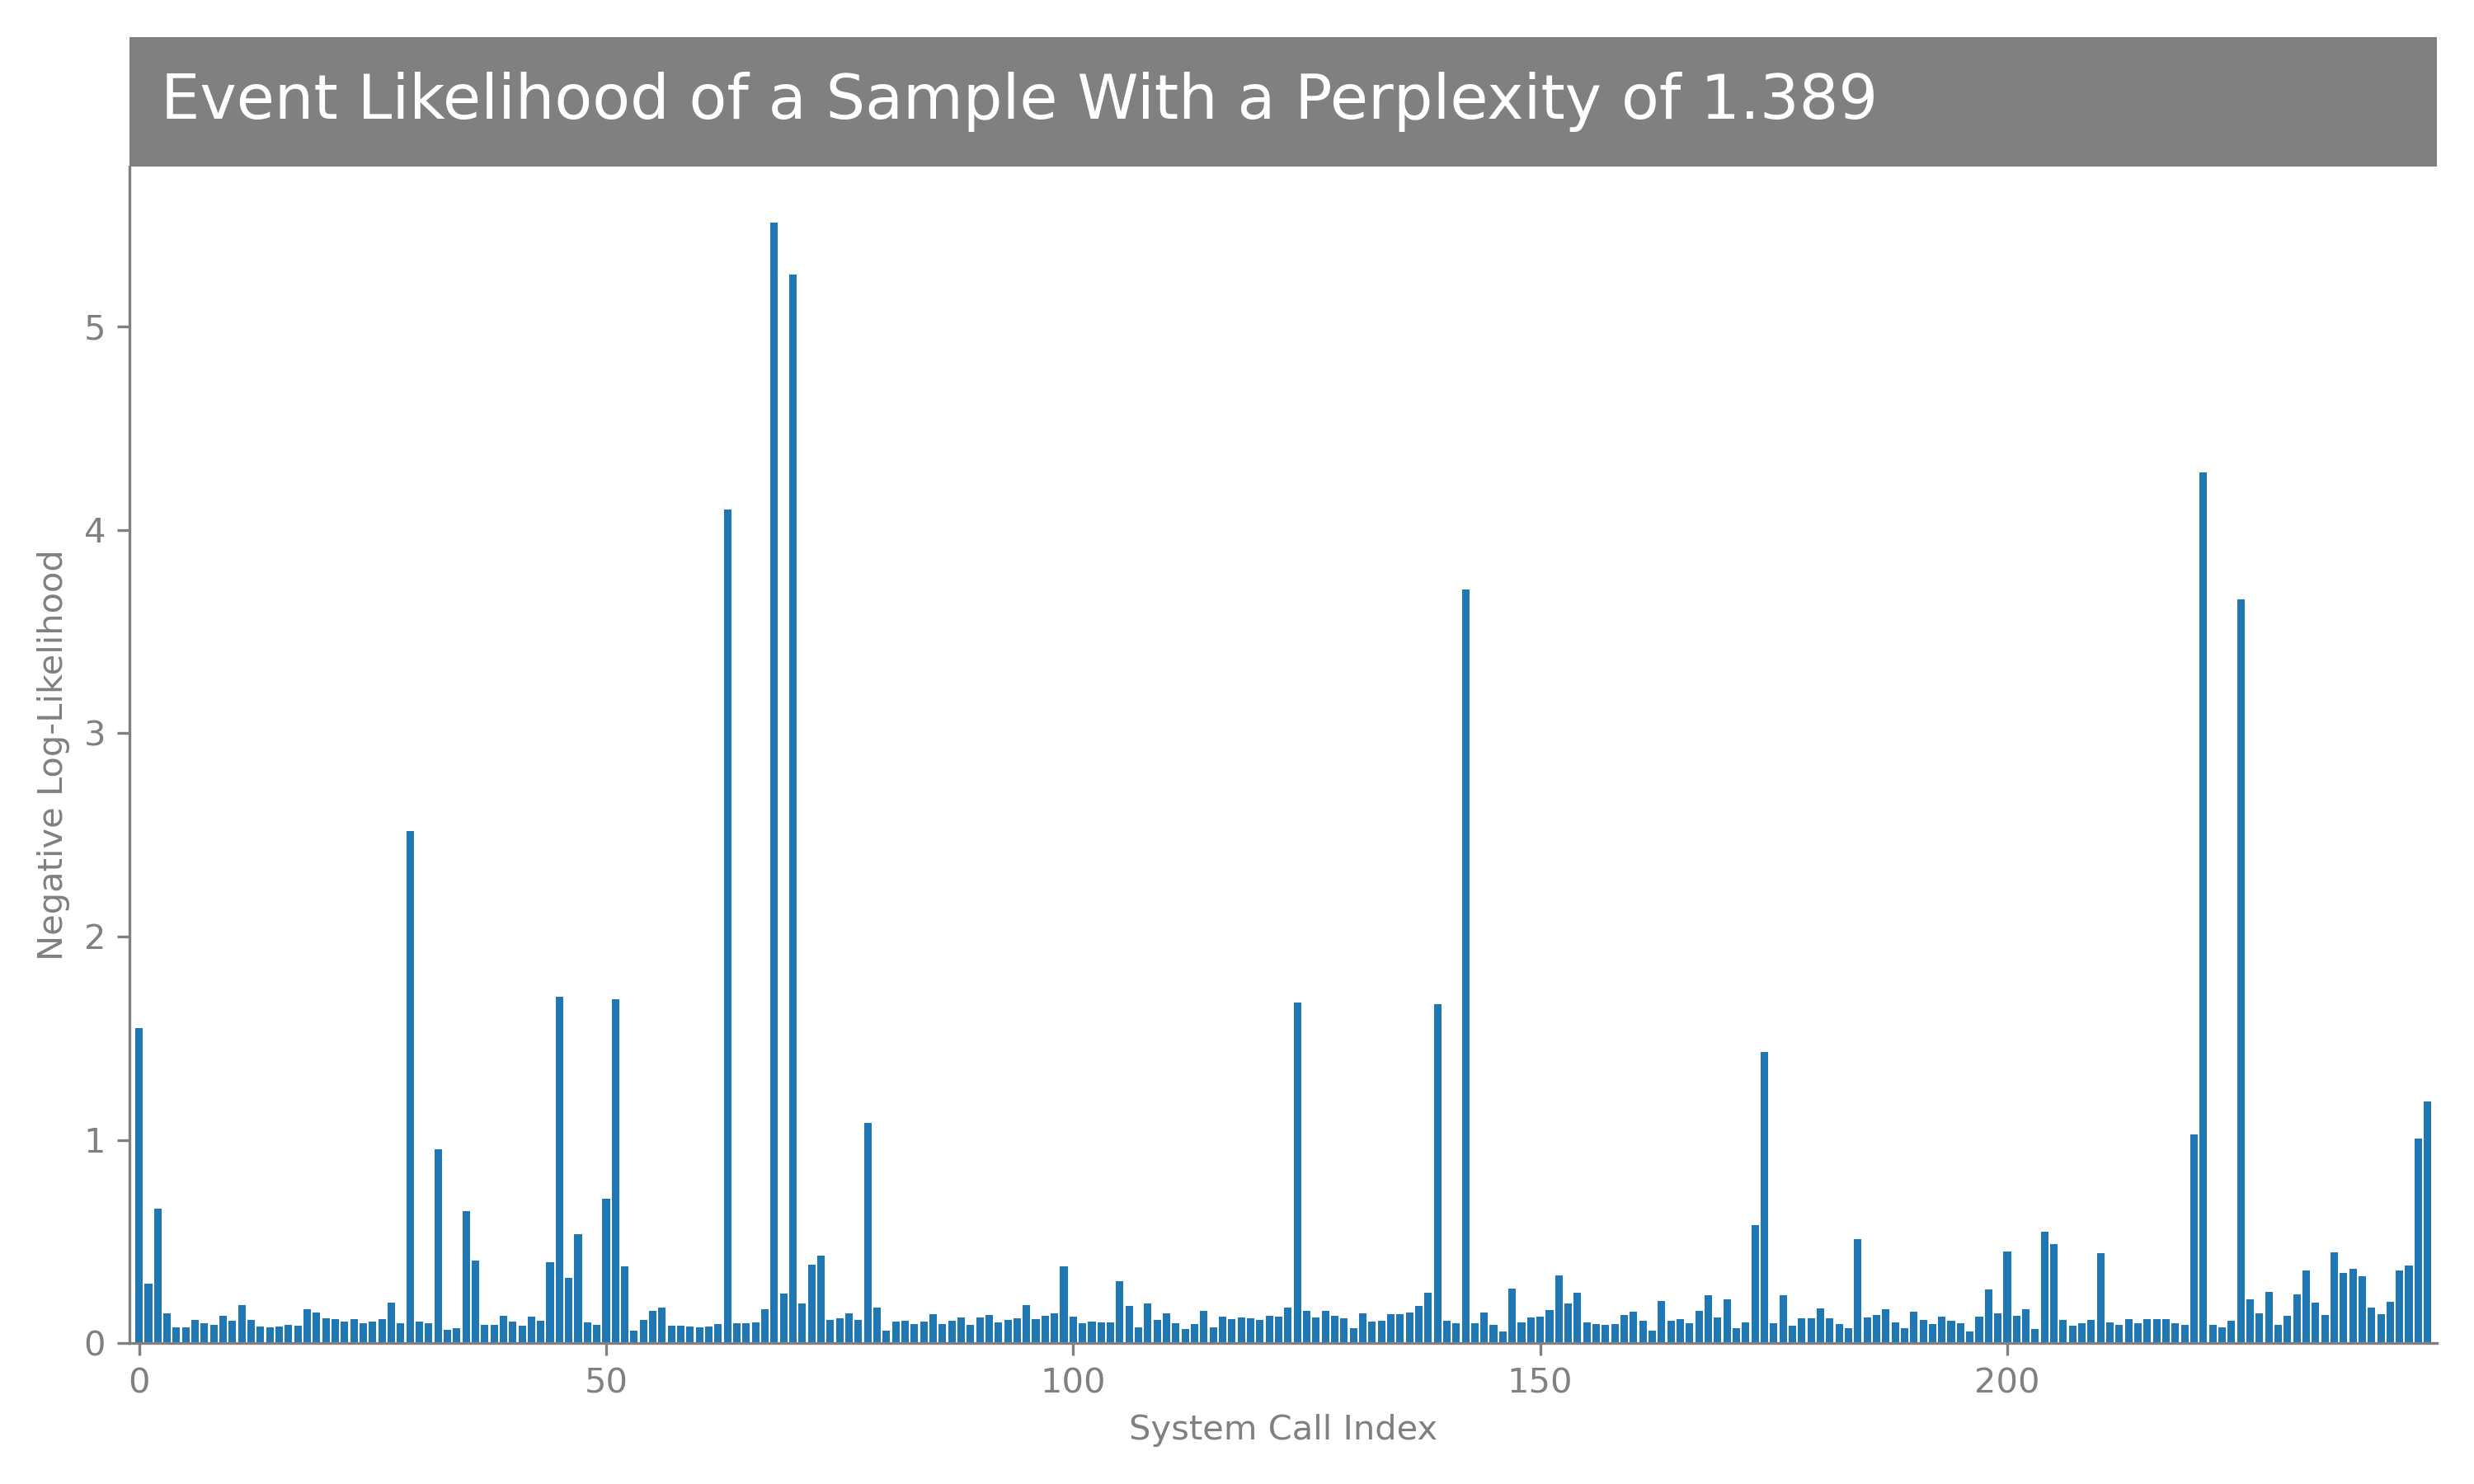 Event Likelihood of a Sample With a Perplexity of 1.389
Negative Log-Likelihood
5
4
3
2
1
0
0 50 100 150 200
System Call Index